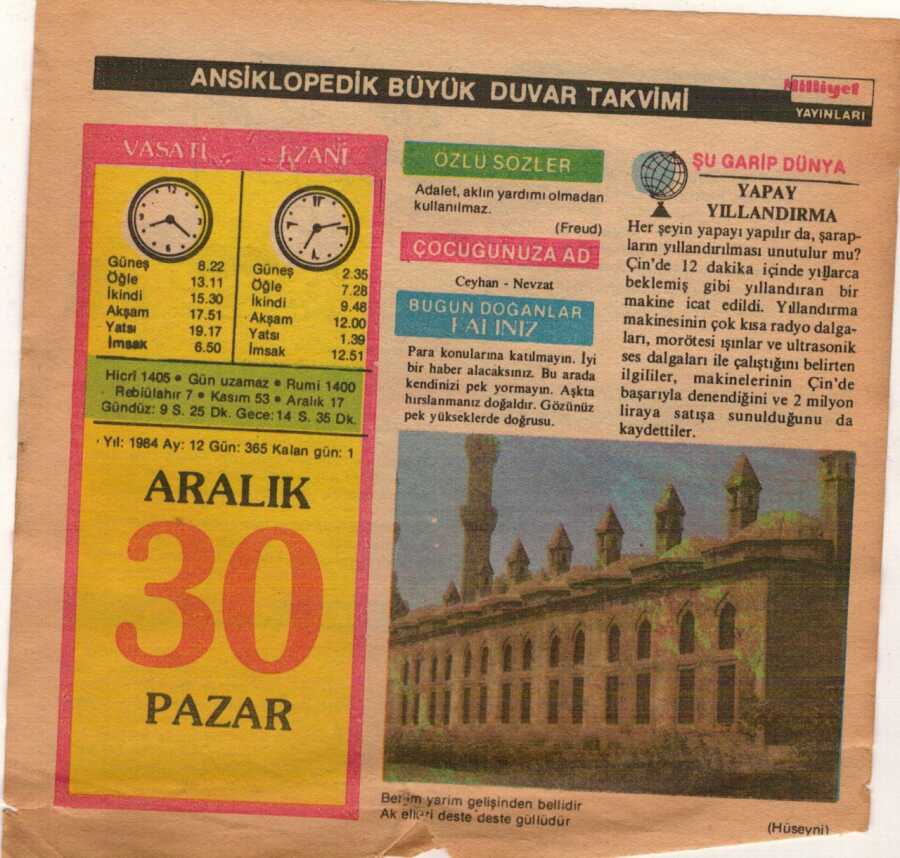 ANSİKLOPEDİK BÜYÜK DUVAR TAKVİMİ
Milliyet
YAYINLARI
VASATİ
EZANİ
Güneş 8.22
Öğle 13.11
İkindi 15.30
Akşam 17.51
Yatsı 19.17
İmsak 6.50
Güneş 2.35
Öğle 7.28
İkindi 9.48
Akşam 12.00
Yatsı 1.39
İmsak 12.51
Hicrî 1405 • Gün uzamaz • Rumi 1400
Rebiülahir 7 • Kasım 53 • Aralık 17
Gündüz: 9 S. 25 Dk. Gece: 14 S. 35 Dk.
Yıl: 1984 Ay: 12 Gün: 365 Kalan gün: 1
ARALIK
30
PAZAR
ÖZLÜ SÖZLER
Adalet, aklın yardımı olmadan
kullanılmaz.
(Freud)
ÇOCUGUNUZA AD
Ceyhan - Nevzat
BUGÜN DOĞANLAR
FALINIZ
Para konularına katılmayın. İyi
bir haber alacaksınız. Bu arada
kendinizi pek yormayın. Aşkta
hırslanmanız doğaldır. Gözünüz
pek yükseklerde doğrusu.
ŞU GARİP DÜNYA
YAPAY
YILLANDIRMA
Her şeyin yapayı yapılır da, şarap-
ların yıllandırılması unutulur mu?
Çin'de 12 dakika içinde yıllarca
beklemiş gibi yıllandıran bir
makine icat edildi. Yıllandırma
makinesinin çok kısa radyo dalga-
ları, morötesi ışınlar ve ultrasonik
ses dalgaları ile çalıştığını belirten
ilgililer, makinelerinin Çin'de
başarıyla denendiğini ve 2 milyon
liraya satışa sunulduğunu da
kaydettiler.
Benim yarim gelişinden bellidir
Ak elleri deste deste güllüdür
(Hüseyni)